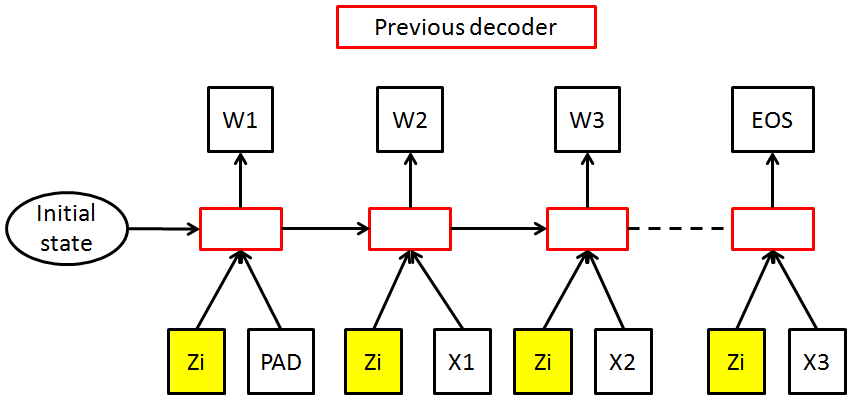 Previous decoder
W1
W2
W3
EOS
Initial
state
Zi
PAD
Zi
X1
Zi
X2
Zi
X3